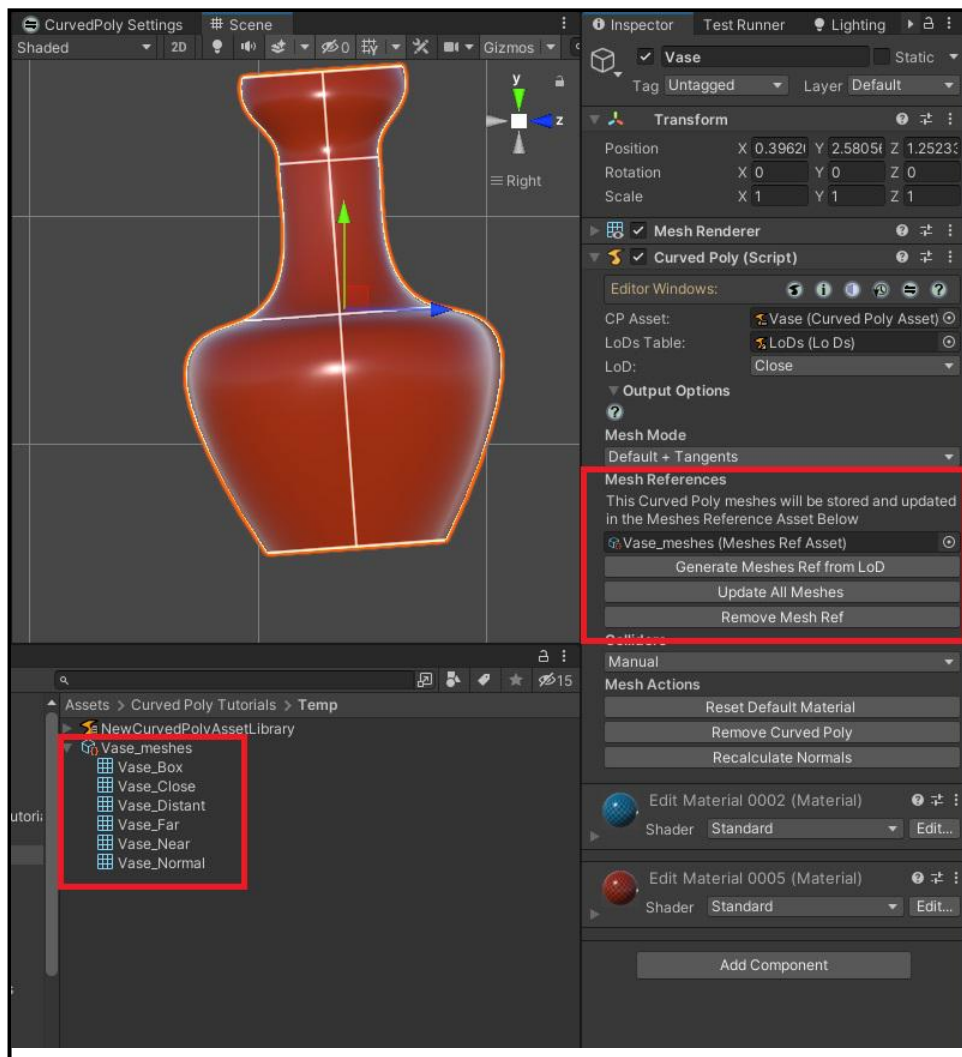 CurvedPoly Settings
Scene
Shaded
2D
0
Gizmos
y
z
Right
15
Assets > Curved Poly Tutorials > Temp
NewCurvedPolyAssetLibrary
Vase_meshes
Vase_Box
Vase_Close
Vase_Distant
Vase_Far
Vase_Near
Vase_Normal
utoria
Inspector
Test Runner
Lighting
Vase
Static
Tag Untagged
Layer Default
Transform
Position X 0.3962 Y 2.5805 Z 1.2523
Rotation X 0 Y 0 Z 0
Scale X 1 Y 1 Z 1
Mesh Renderer
Curved Poly (Script)
Editor Windows:
CP Asset: Vase (Curved Poly Asset)
LoDs Table: LoDs (Lo Ds)
LoD: Close
Output Options
Mesh Mode
Default + Tangents
Mesh References
This Curved Poly meshes will be stored and updated
in the Meshes Reference Asset Below
Vase_meshes (Meshes Ref Asset)
Generate Meshes Ref from LoD
Update All Meshes
Remove Mesh Ref
Colliders
Manual
Mesh Actions
Reset Default Material
Remove Curved Poly
Recalculate Normals
Edit Material 0002 (Material)
Shader Standard Edit...
Edit Material 0005 (Material)
Shader Standard Edit...
Add Component